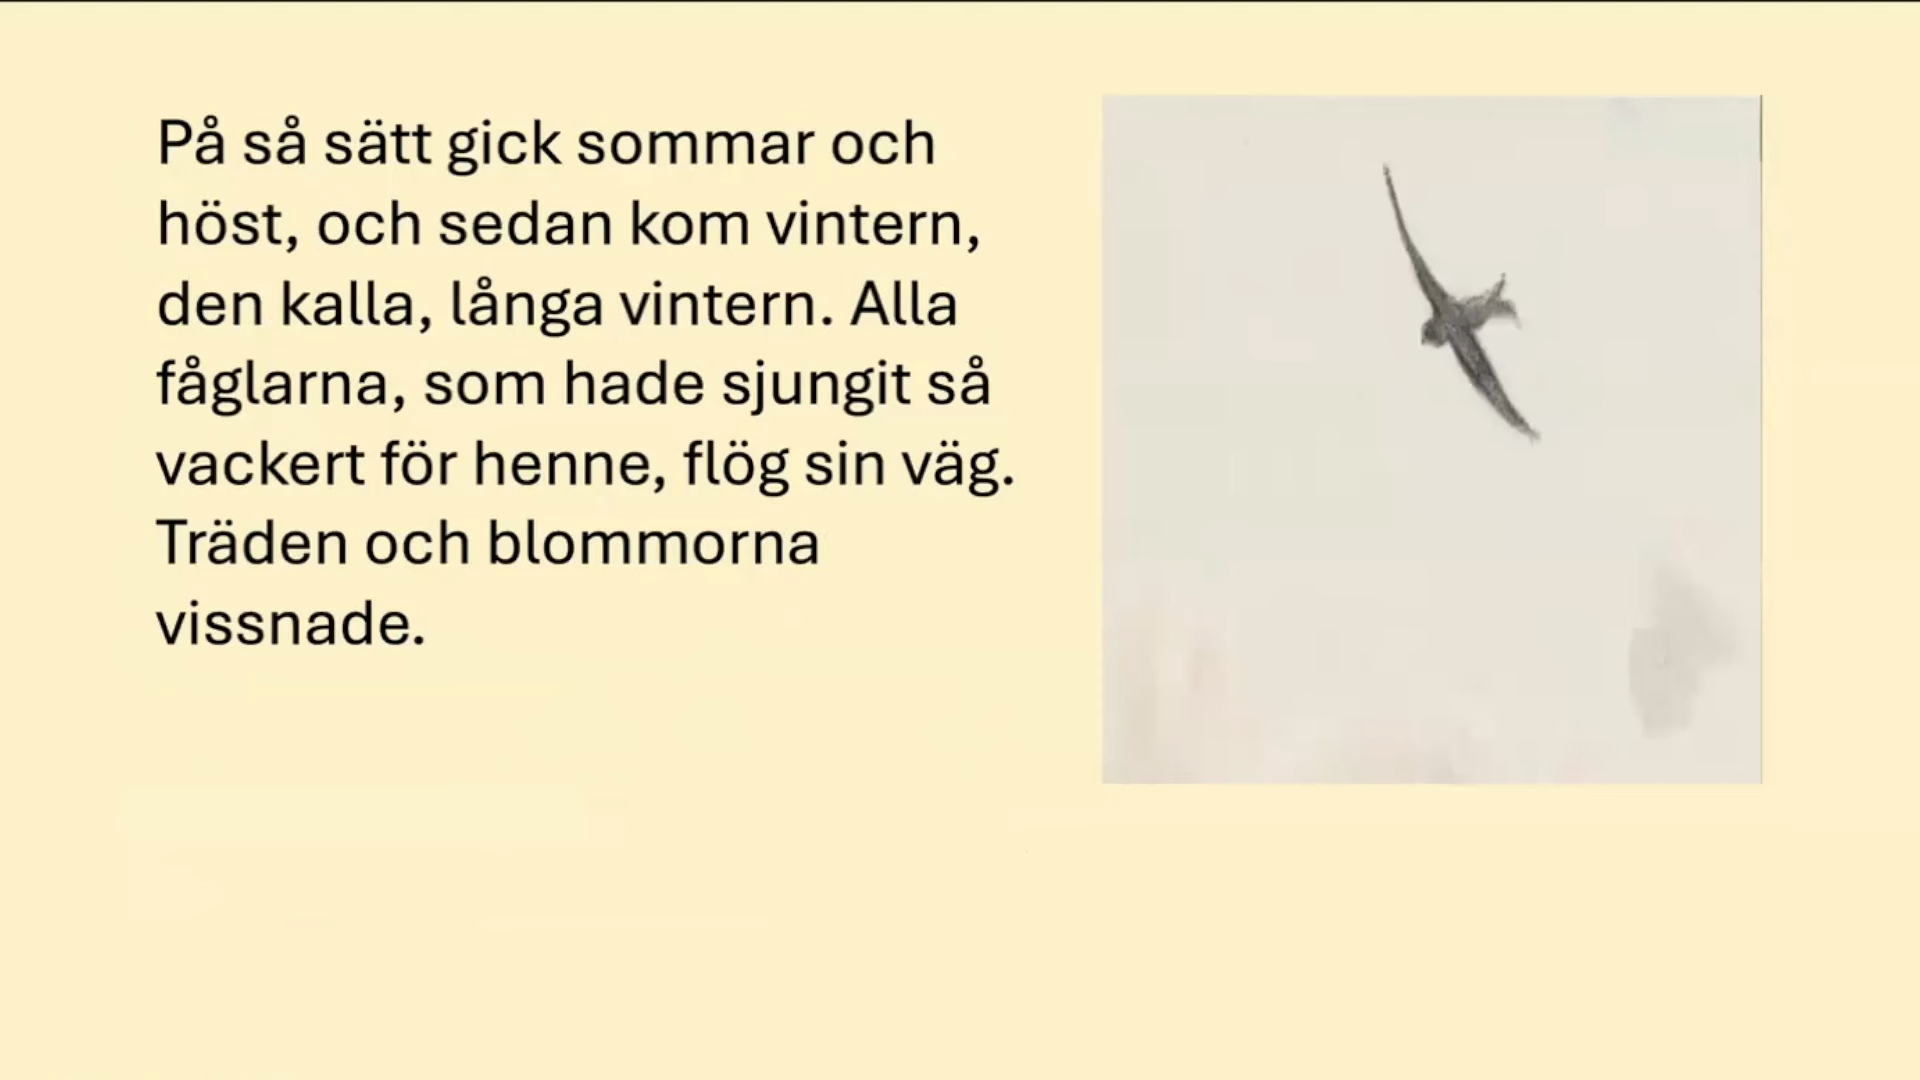 På så sätt gick sommar och
höst, och sedan kom vintern,
den kalla, långa vintern. Alla
fåglarna, som hade sjungit så
vackert för henne, flög sin väg.
Träden och blommorna
vissnade.